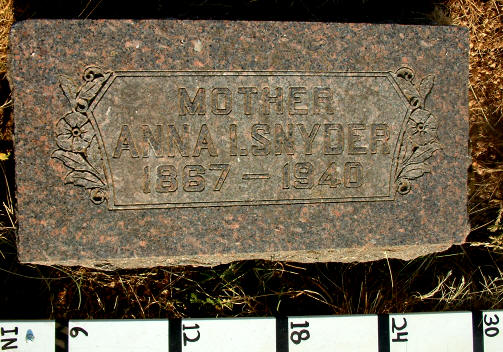 MOTHER
ANNA I. SNYDER
1867 – 1940
IN 6 12 18 24 30